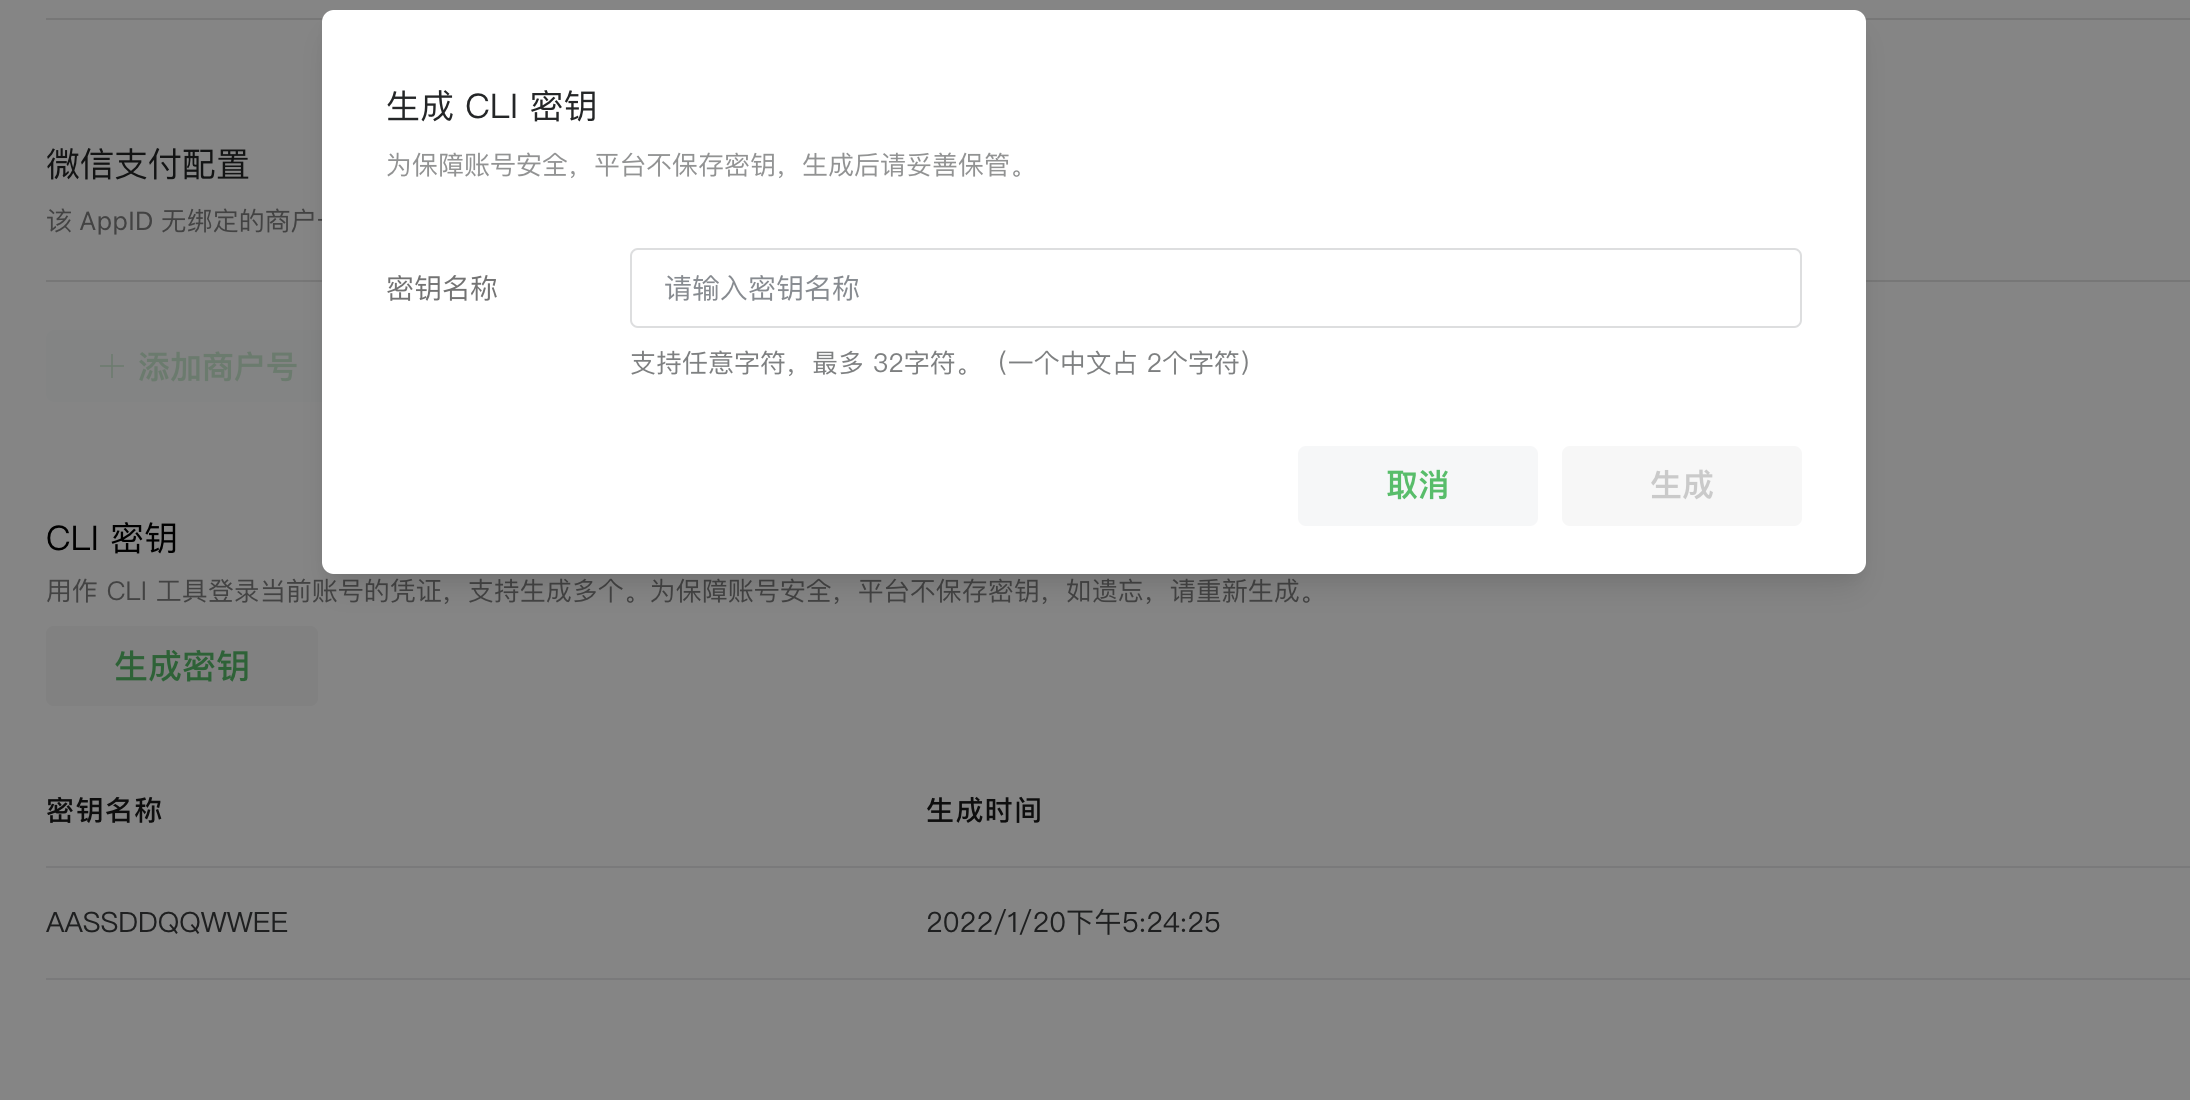 生成 CLI 密钥
为保障账号安全，平台不保存密钥，生成后请妥善保管。
密钥名称
请输入密钥名称
支持任意字符，最多 32字符。（一个中文占 2个字符）
取消
生成
微信支付配置
该 AppID 无绑定的商户
添加商户号
CLI 密钥
用作 CLI 工具登录当前账号的凭证，支持生成多个。为保障账号安全，平台不保存密钥，如遗忘，请重新生成。
生成密钥
密钥名称 生成时间
AASSDDQQWWEE 2022/1/20下午5:24:25